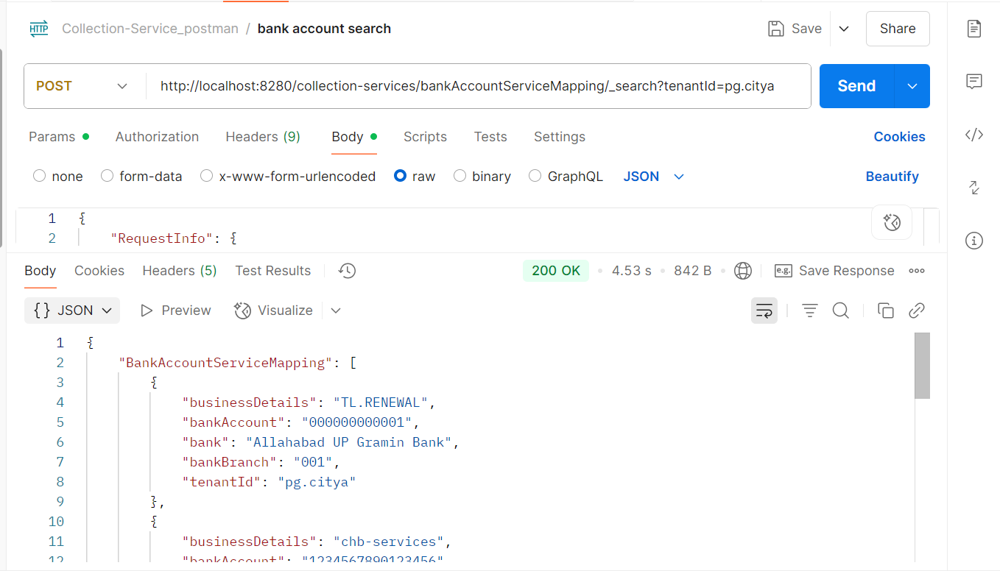 HTTP Collection-Service_postman / bank account search Save Share
POST http://localhost:8280/collection-services/bankAccountServiceMapping/_search?tenantId=pg.citya Send
Params Authorization Headers (9) Body Scripts Tests Settings Cookies
none form-data x-www-form-urlencoded raw binary GraphQL JSON Beautify
1 {
2 "RequestInfo": {
Body Cookies Headers (5) Test Results 200 OK 4.53 s 842 B e.g. Save Response
{} JSON Preview Visualize
1 {
2 "BankAccountServiceMapping": [
3 {
4 "businessDetails": "TL.RENEWAL",
5 "bankAccount": "000000000001",
6 "bank": "Allahabad UP Gramin Bank",
7 "bankBranch": "001",
8 "tenantId": "pg.citya"
9 },
10 {
11 "businessDetails": "chb-services",
12 "bankAccount": "1234567890123456"